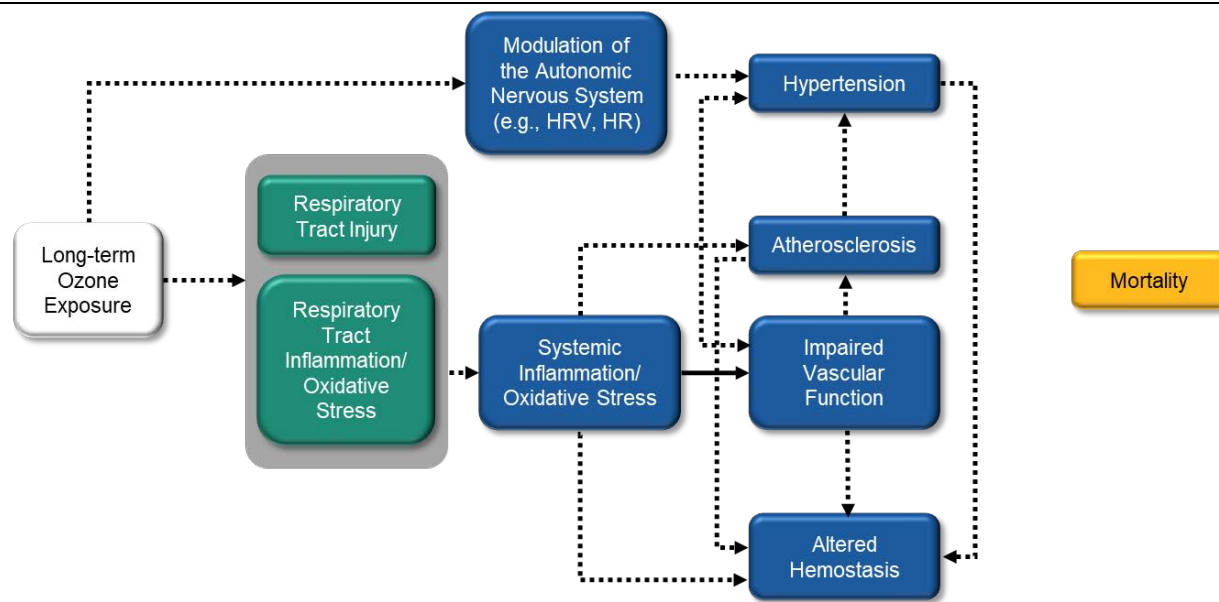 Modulation of
the Autonomic
Nervous System
(e.g., HRV, HR)
Hypertension
Respiratory
Tract Injury
Atherosclerosis
Long-term
Ozone
Exposure
Mortality
Respiratory
Tract
Inflammation/
Oxidative
Stress
Systemic
Inflammation/
Oxidative Stress
Impaired
Vascular
Function
Altered
Hemostasis